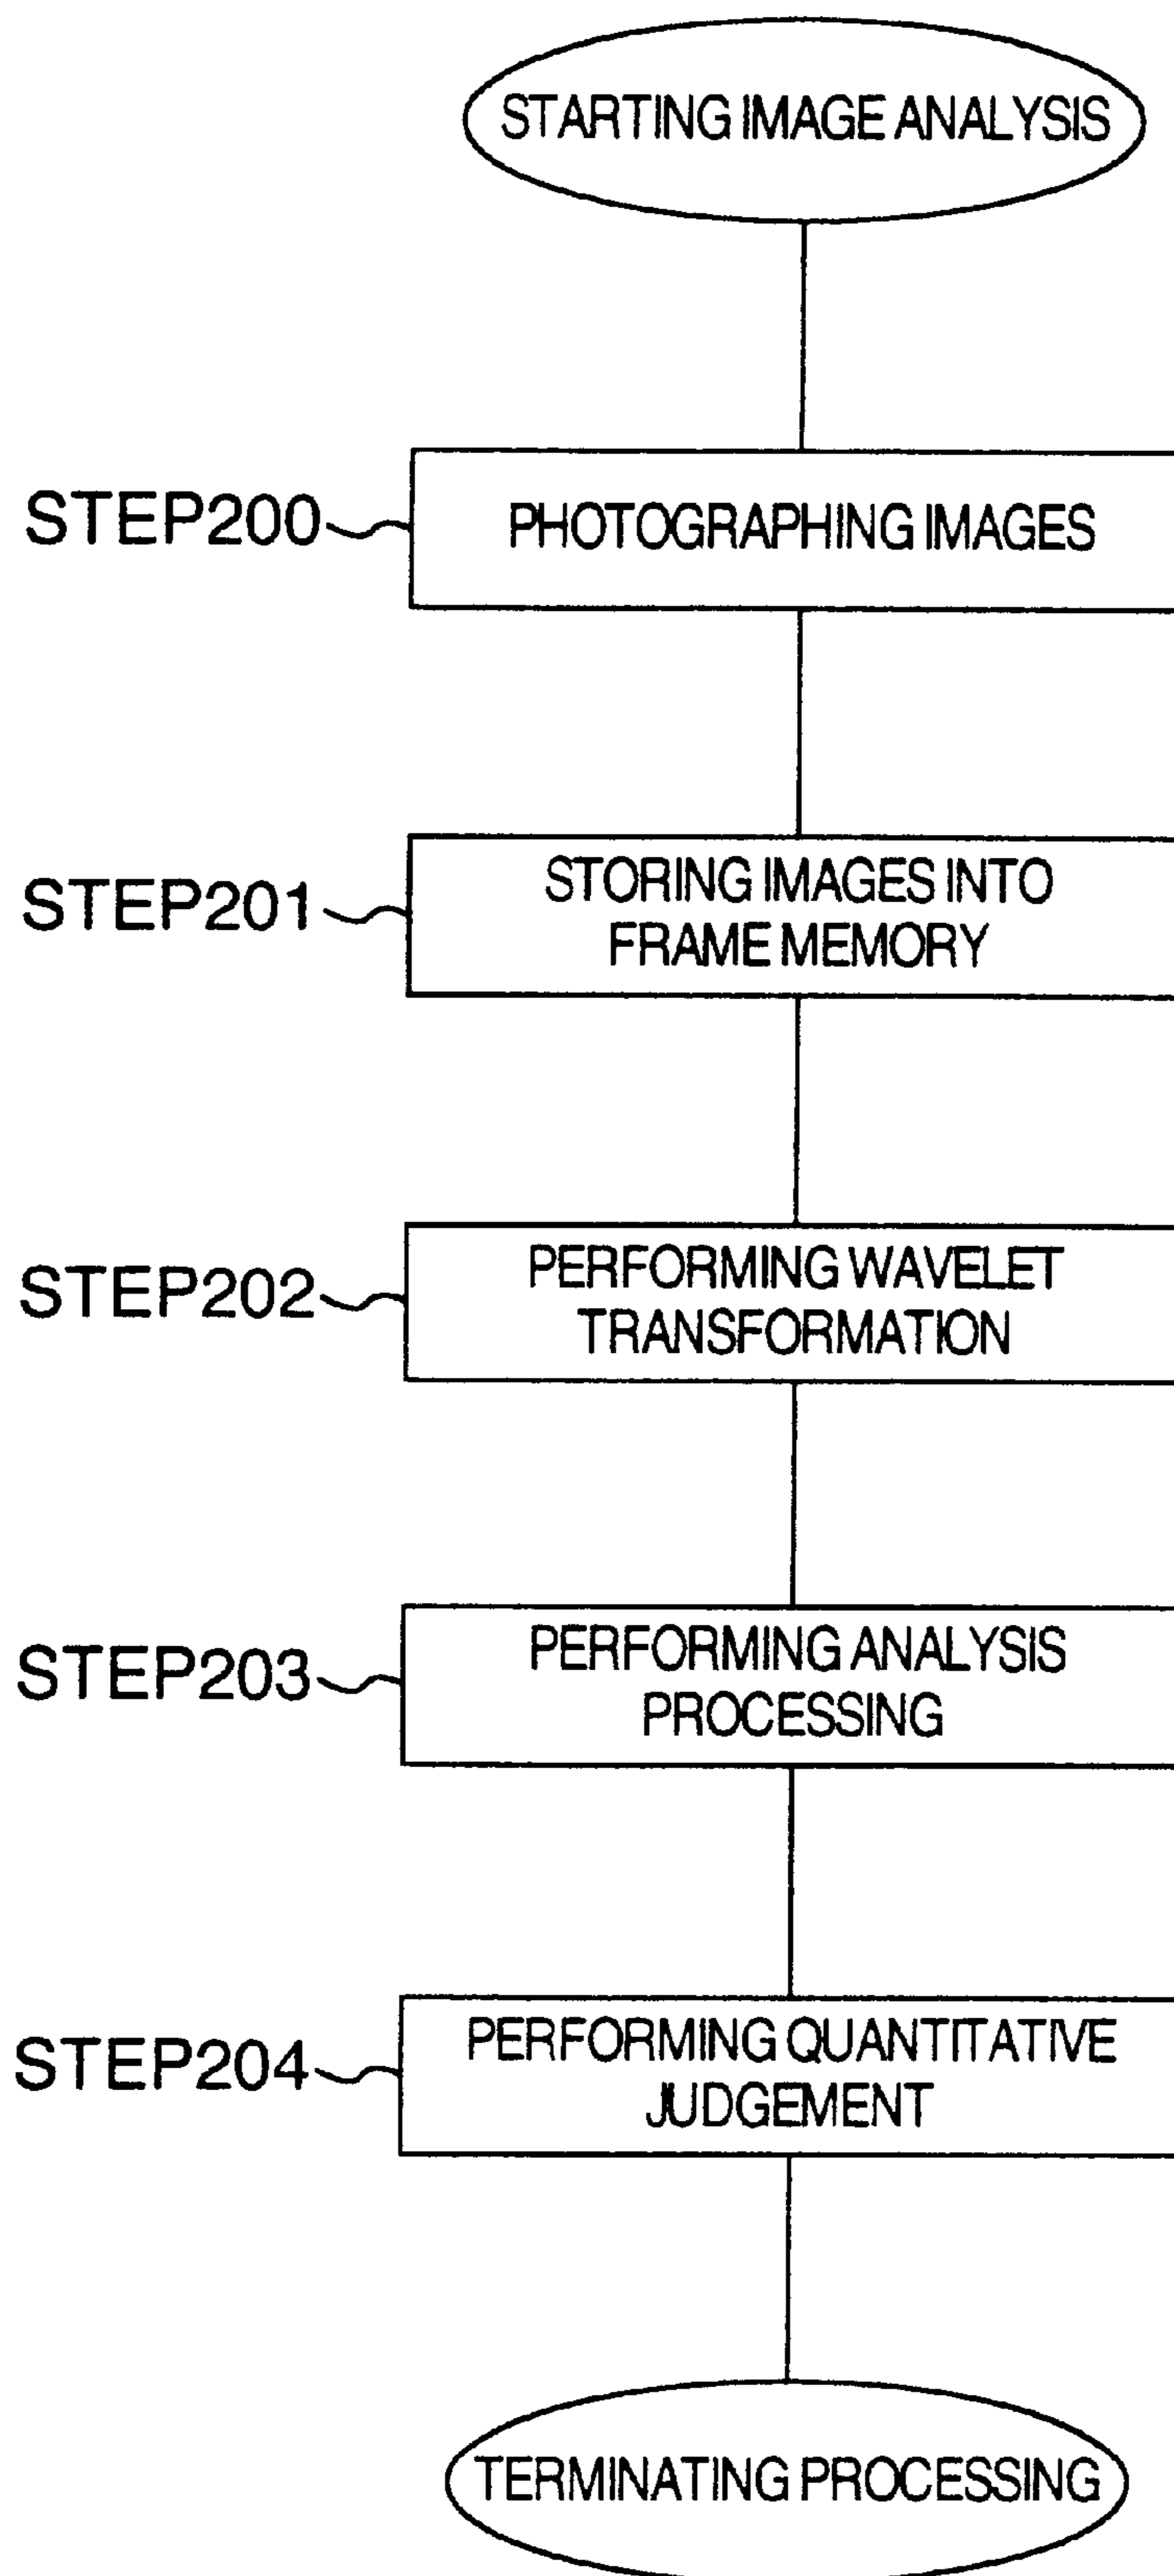 STARTING IMAGE ANALYSIS
STEP200
PHOTOGRAPHING IMAGES
STEP201
STORING IMAGES INTO
FRAME MEMORY
STEP202
PERFORMING WAVELET
TRANSFORMATION
STEP203
PERFORMING ANALYSIS
PROCESSING
STEP204
PERFORMING QUANTITATIVE
JUDGEMENT
TERMINATING PROCESSING